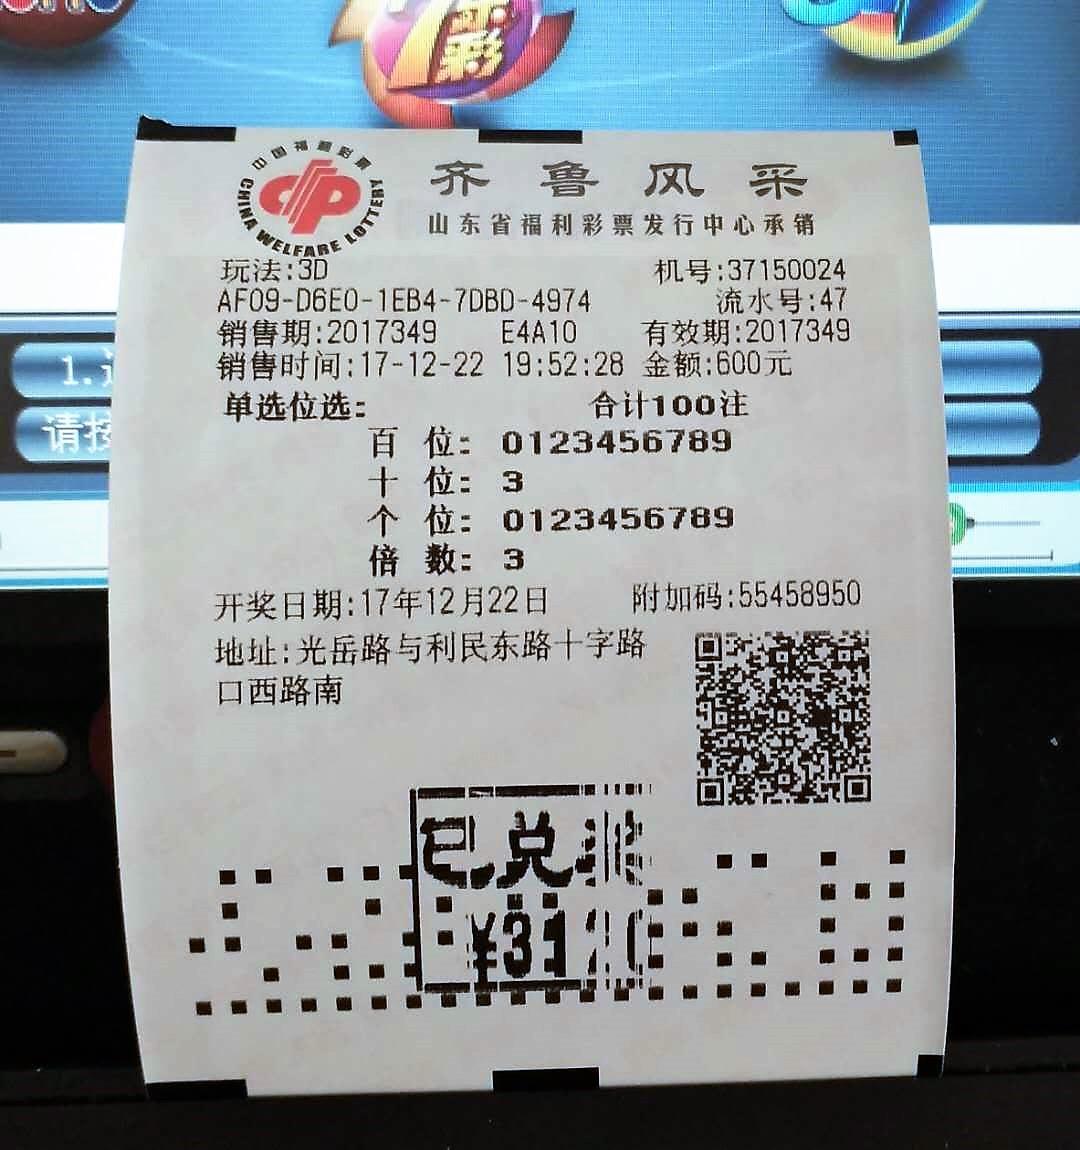 彩
中国福利彩票
CHINA WELFARE LOTTERY
齐鲁风采
山东省福利彩票发行中心承销
玩法:3D 机号:37150024
AF09-D6E0-1EB4-7DBD-4974 流水号:47
销售期:2017349 E4A10 有效期:2017349
销售时间:17-12-22 19:52:28 金额:600元
单选位选: 合计100注
百 位: 0123456789
十 位: 3
个 位: 0123456789
倍 数: 3
开奖日期:17年12月22日 附加码:55458950
地址:光岳路与利民东路十字路
口西路南
1.
请按
已兑奖
¥3120